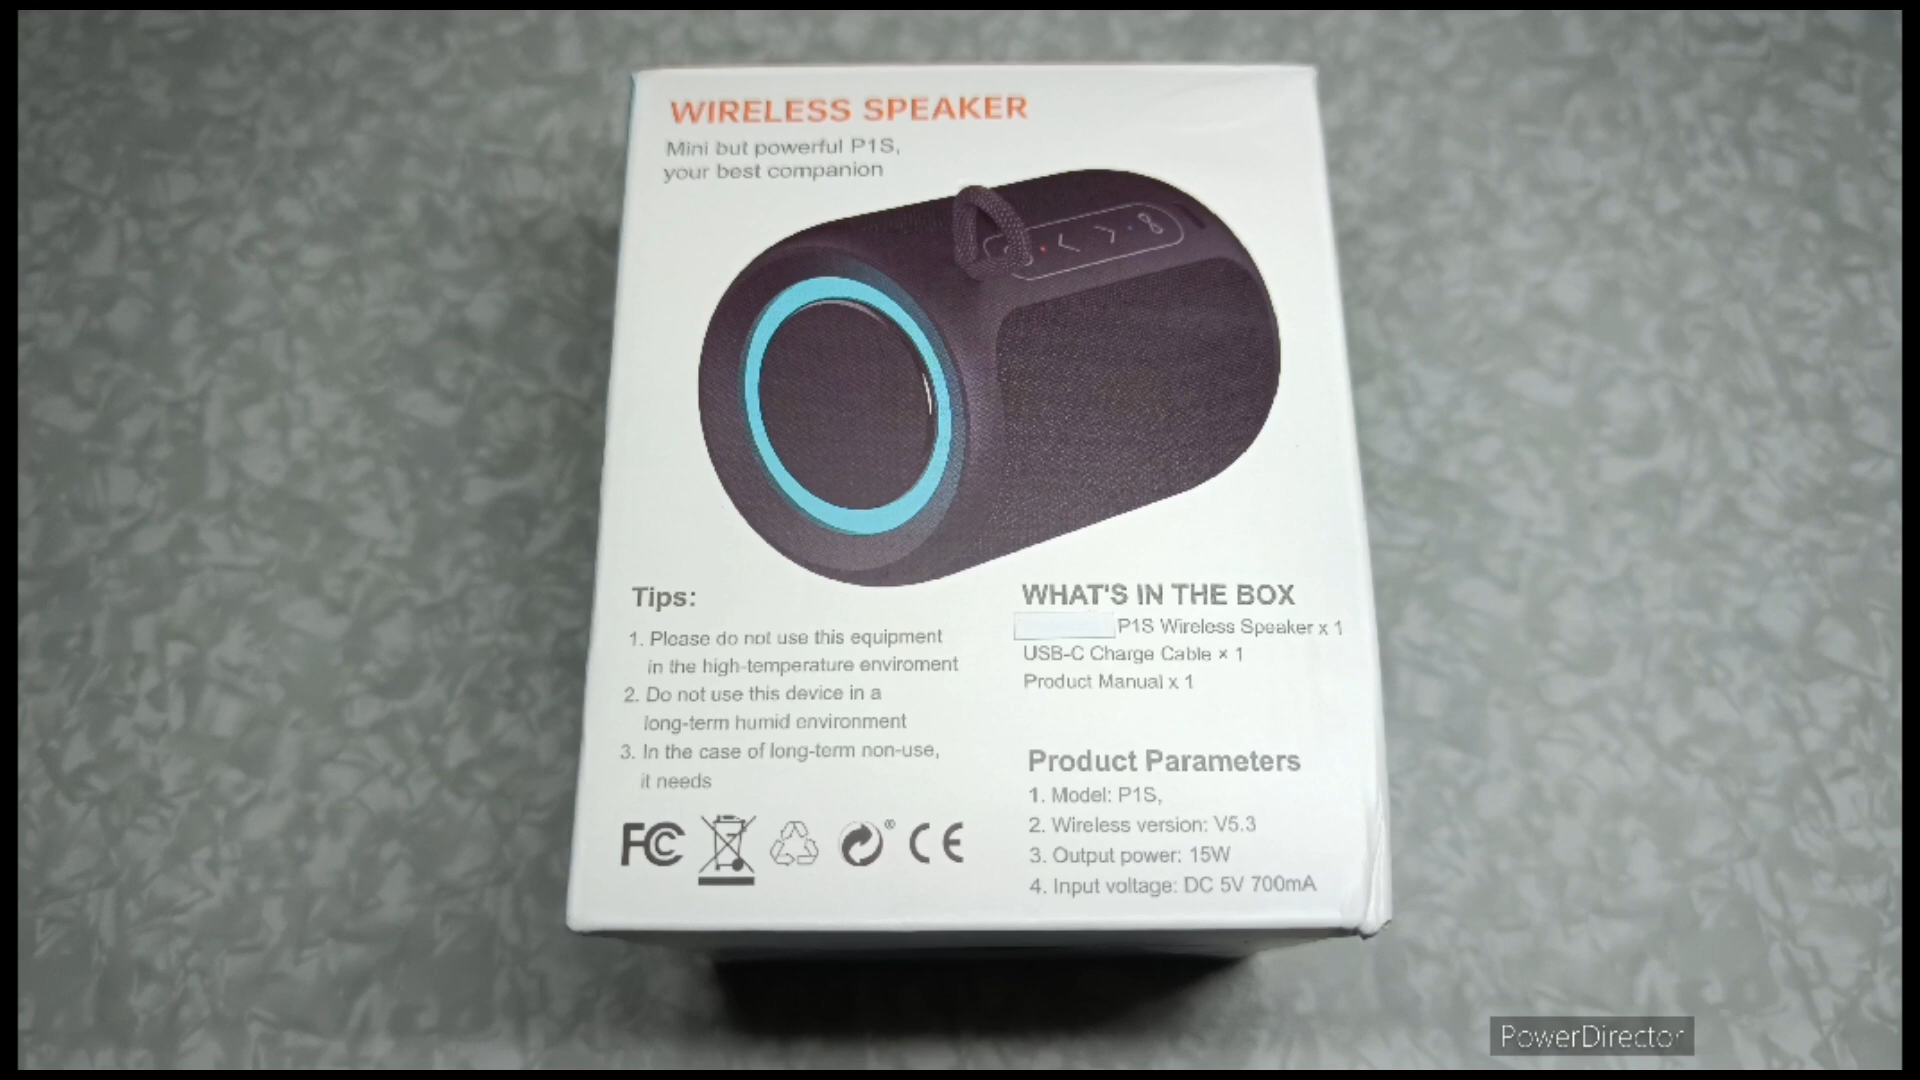 WIRELESS SPEAKER
Mini but powerful P1S,
your best companion
Tips:
1. Please do not use this equipment
in the high-temperature enviroment
2. Do not use this device in a
long-term humid environment
3. In the case of long-term non-use,
it needs
FC
®
CE
WHAT'S IN THE BOX
P1S Wireless Speaker x 1
USB-C Charge Cable × 1
Product Manual x 1
Product Parameters
1. Model: P1S,
2. Wireless version: V5.3
3. Output power: 15W
4. Input voltage: DC 5V 700mA
PowerDirector